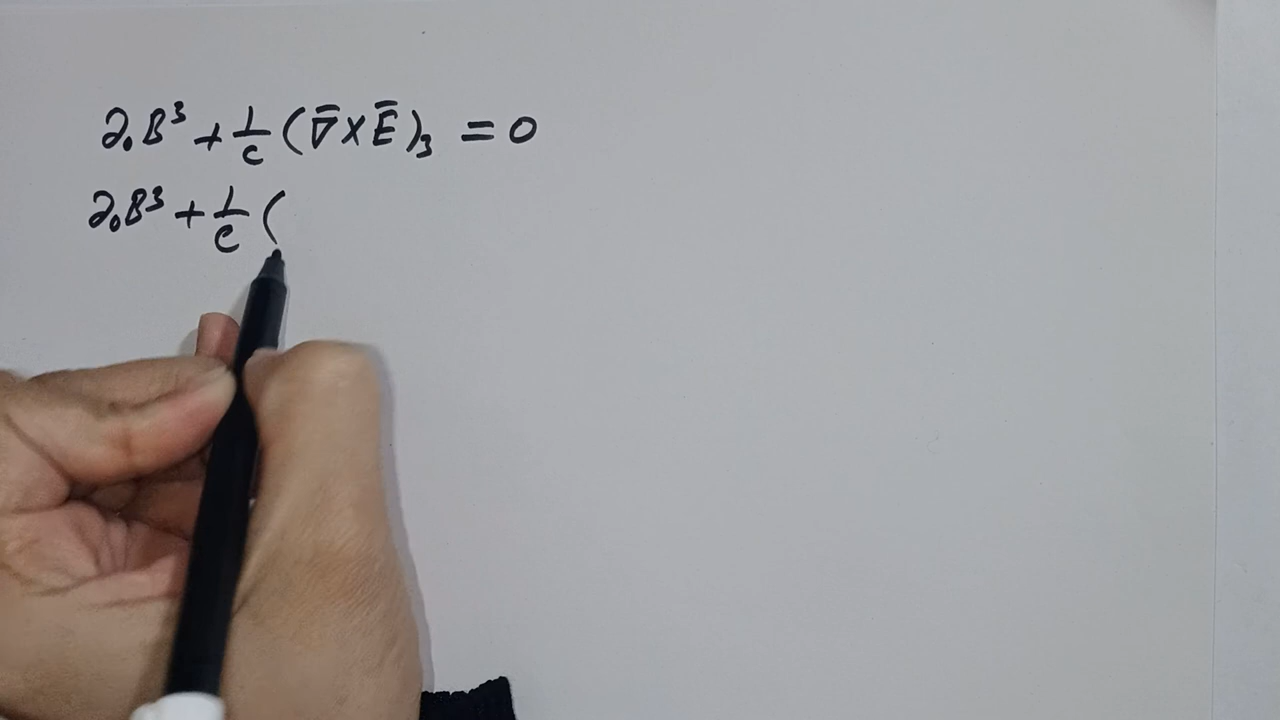 ∂₀B³ + 1/c (∇̄×Ē)₃ = 0
∂₀B³ + 1/c (